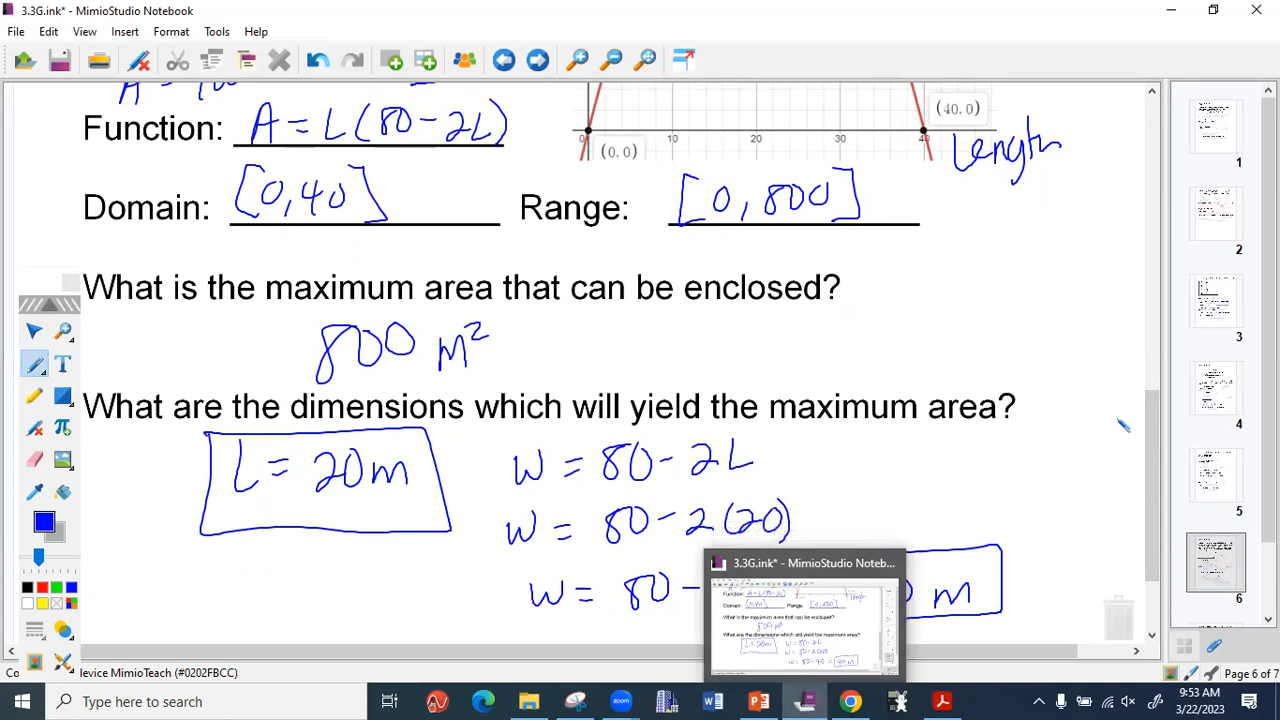 3.3G.ink* - MimioStudio Notebook
File Edit View Insert Format Tools Help
Function: A = L(80-2L)
(0, 0)
10
20
30
40
(40, 0)
Length
Domain: [0,40] Range: [0,800]
What is the maximum area that can be enclosed?
800 m²
What are the dimensions which will yield the maximum area?
L = 20m
W = 80-2L
W = 80-2(20)
W = 80-
m
3.3G.ink* - MimioStudio Noteb...
1
2
3
4
5
6
evice MimioTeach (#0202FBCC)
Page 6 of 7
Type here to search
9:53 AM
3/22/2023